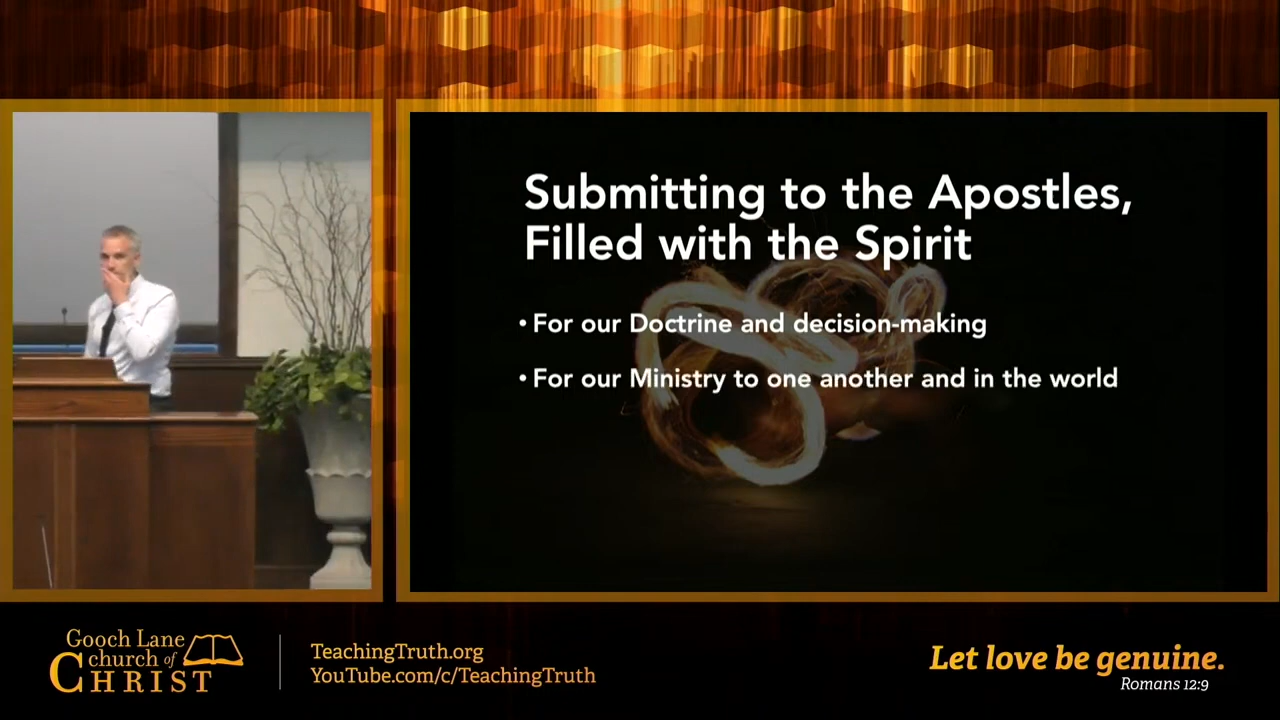 Submitting to the Apostles,
Filled with the Spirit
• For our Doctrine and decision-making
• For our Ministry to one another and in the world
Gooch Lane
church of
CHRIST
TeachingTruth.org
YouTube.com/c/TeachingTruth
Let love be genuine.
Romans 12:9